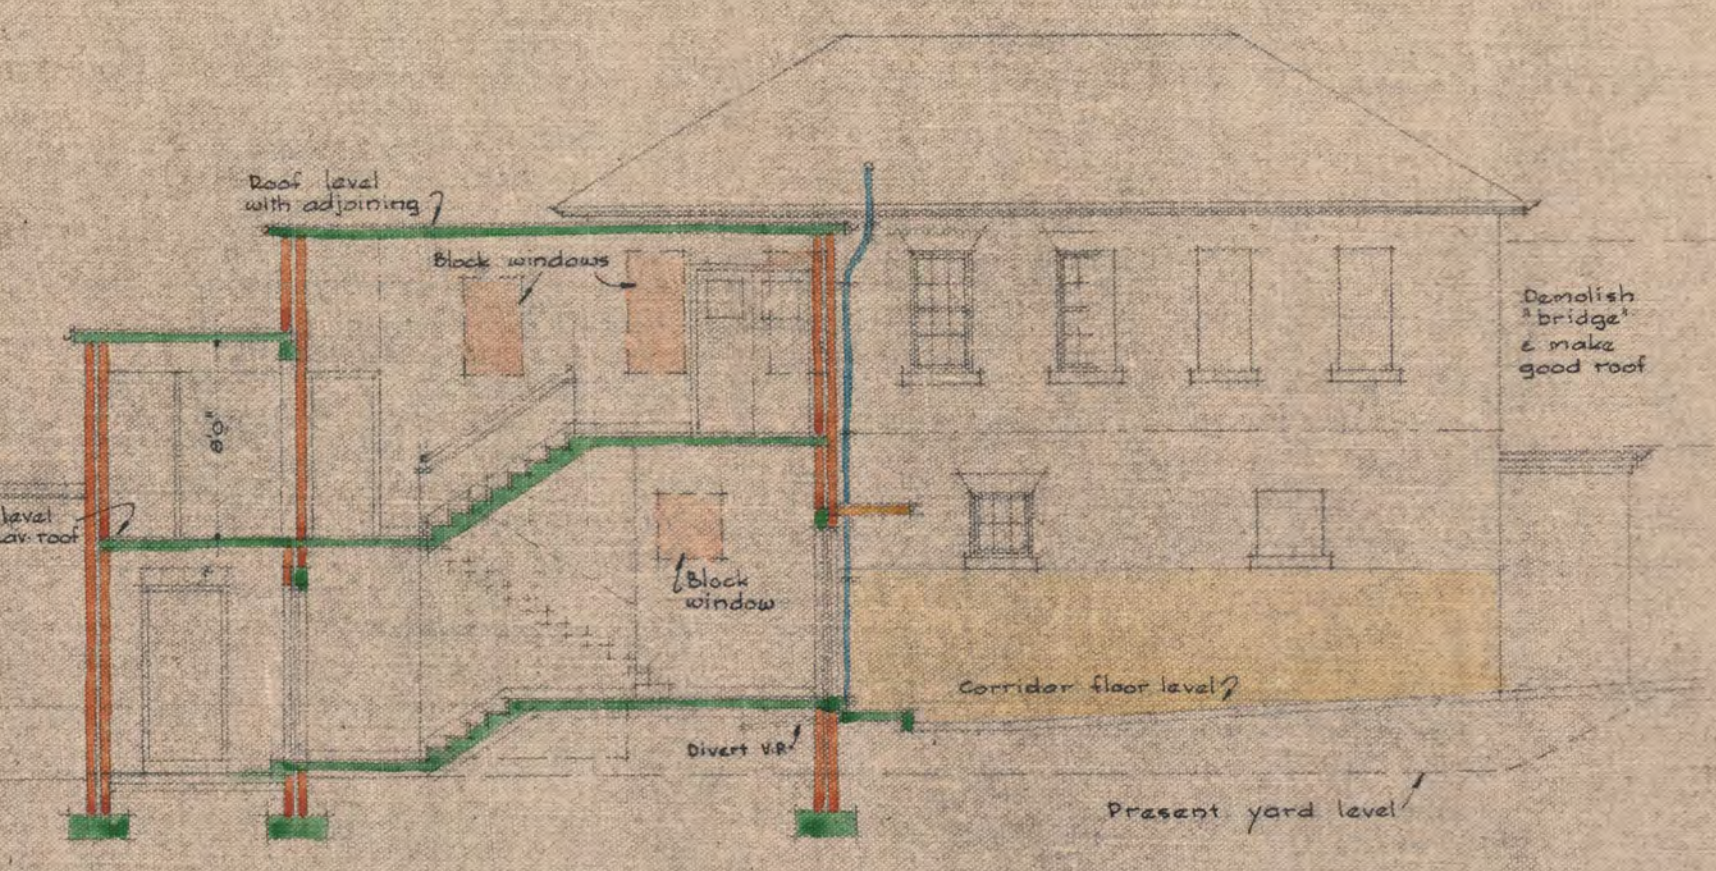 Roof level
with adjoining
Block windows
Demolish
"bridge"
& make
good roof
8'0"
level
av. roof
Block
window
Corridor floor level
Divert V.P.
Present yard level